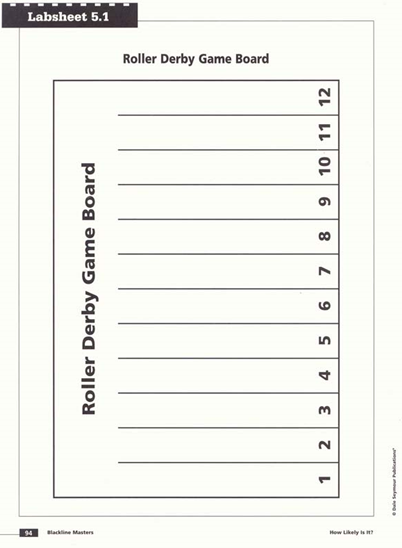 Labsheet 5.1
Roller Derby Game Board
Roller Derby Game Board
1
2
3
4
5
6
7
8
9
10
11
12
© Dale Seymour Publications®
94 Blackline Masters
How Likely Is It?